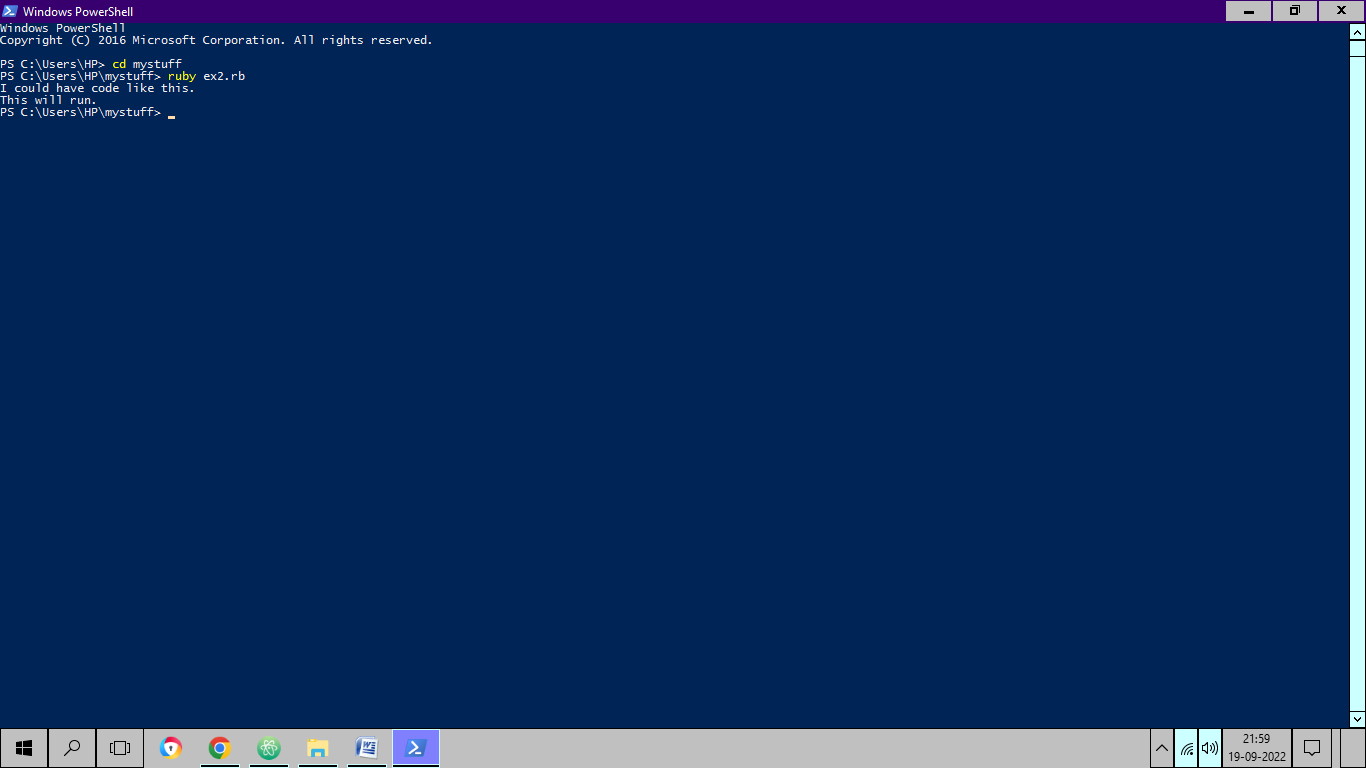 Windows PowerShell
Windows PowerShell
Copyright (C) 2016 Microsoft Corporation. All rights reserved.
PS C:\Users\HP> cd mystuff
PS C:\Users\HP\mystuff> ruby ex2.rb
I could have code like this.
This will run.
PS C:\Users\HP\mystuff>
21:59
19-09-2022